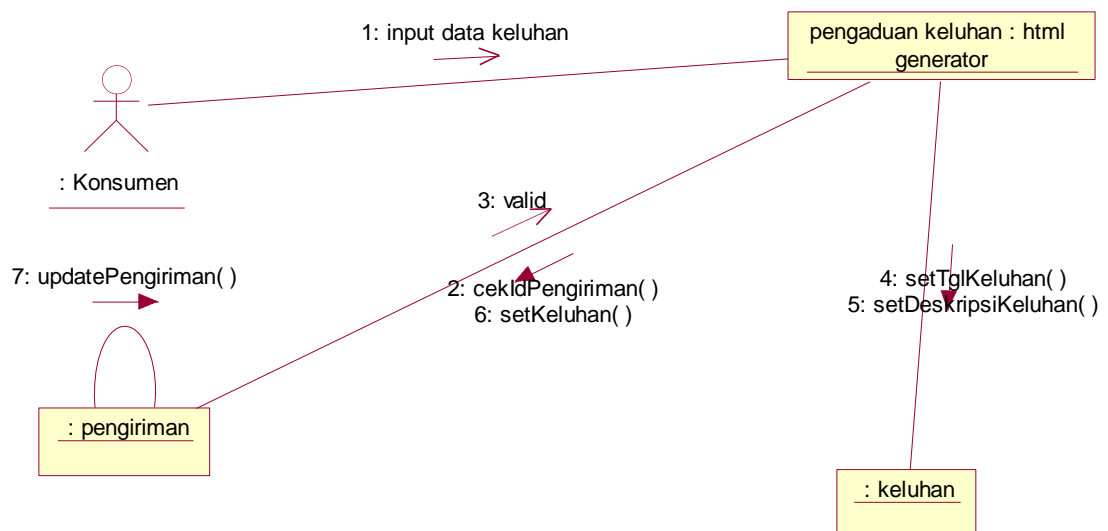 1: input data keluhan
pengaduan keluhan : html
generator
: Konsumen
3: valid
7: updatePengiriman( )
2: cekIdPengiriman( )
6: setKeluhan( )
4: setTglKeluhan( )
5: setDeskripsiKeluhan( )
: pengiriman
: keluhan